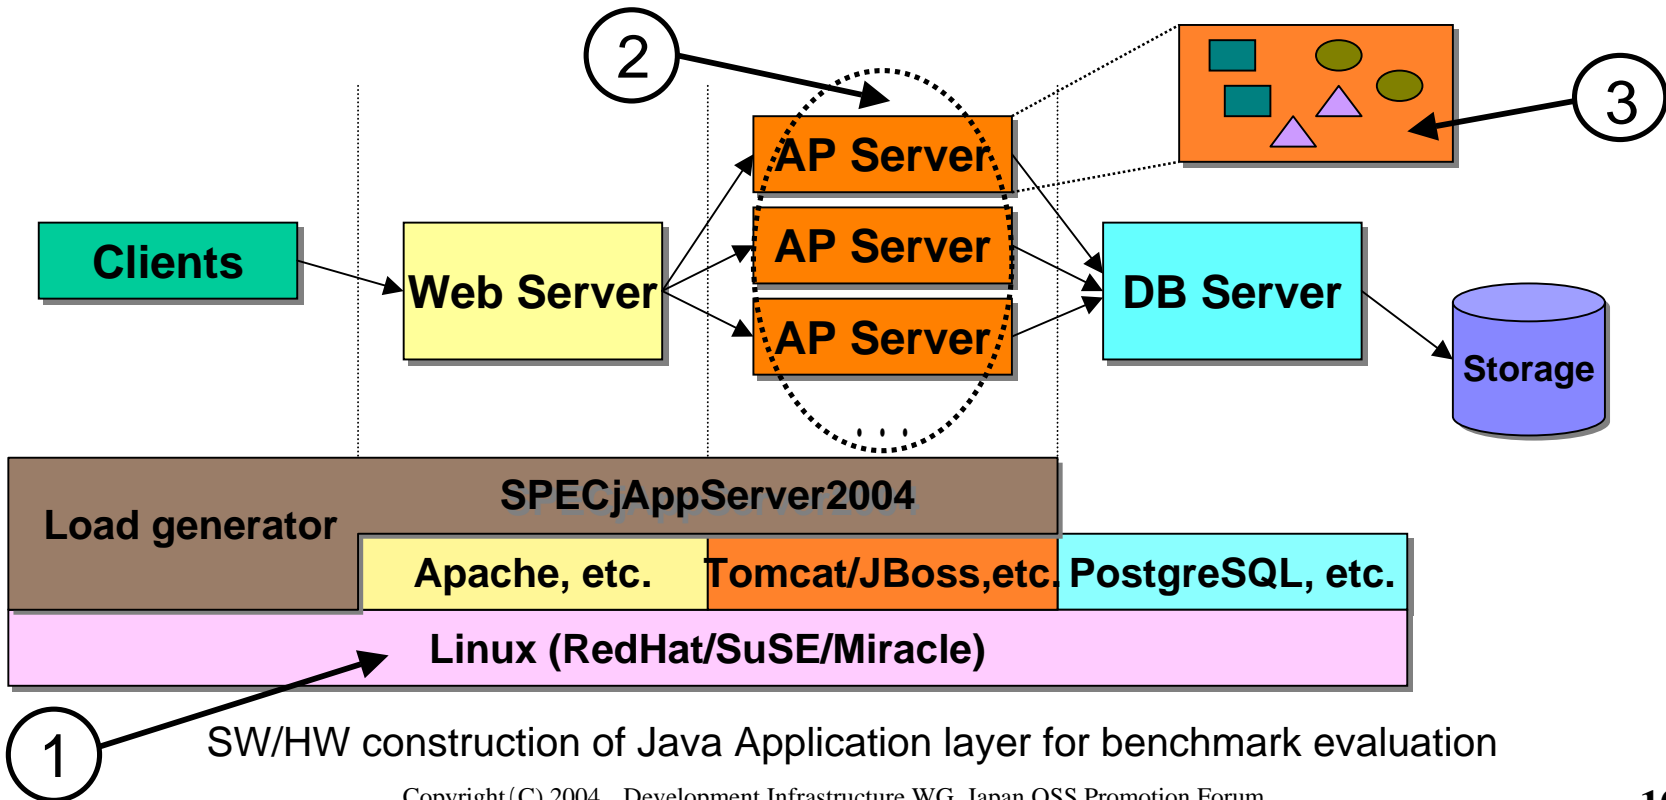 2
3
AP Server
AP Server
AP Server
Clients
Web Server
DB Server
Storage
...
SPECjAppServer2004
Load generator
Apache, etc.
Tomcat/JBoss,etc.
PostgreSQL, etc.
Linux (RedHat/SuSE/Miracle)
1
SW/HW construction of Java Application layer for benchmark evaluation
Copyright(C) 2004 Development Infrastructure WG, Japan OSS Promotion Forum